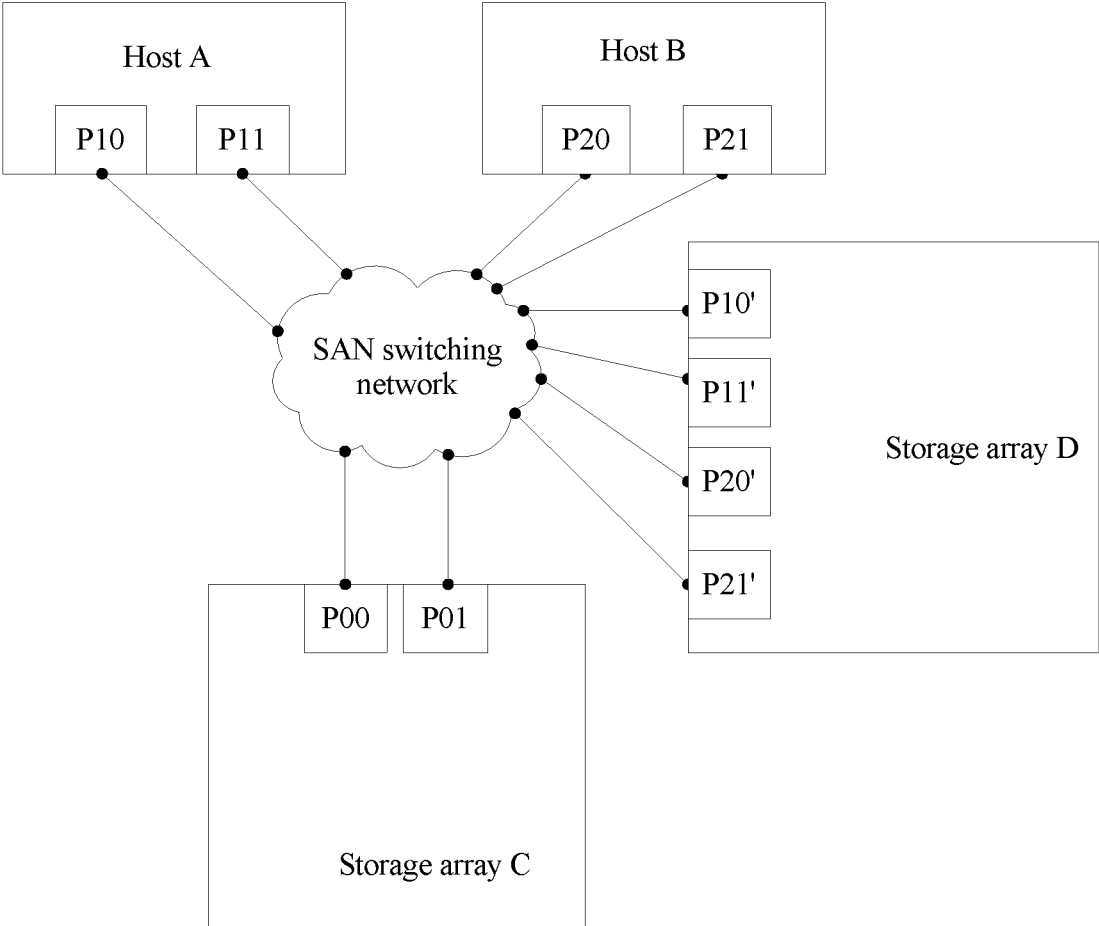 Host A
P10
P11
Host B
P20
P21
SAN switching
network
P10'
P11'
P20'
P21'
Storage array D
P00
P01
Storage array C